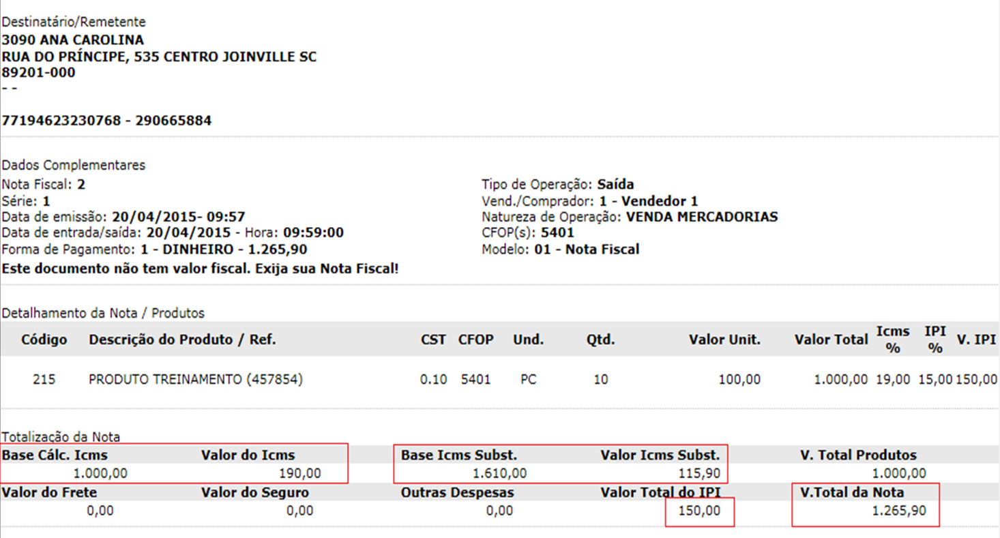 Destinatário/Remetente
3090 ANA CAROLINA
RUA DO PRÍNCIPE, 535 CENTRO JOINVILLE SC
89201-000
- -
77194623230768 - 290665884
Dados Complementares
Nota Fiscal: 2 Tipo de Operação: Saída
Série: 1 Vend./Comprador: 1 - Vendedor 1
Data de emissão: 20/04/2015- 09:57 Natureza de Operação: VENDA MERCADORIAS
Data de entrada/saída: 20/04/2015 - Hora: 09:59:00 CFOP(s): 5401
Forma de Pagamento: 1 - DINHEIRO - 1.265,90 Modelo: 01 - Nota Fiscal
Este documento não tem valor fiscal. Exija sua Nota Fiscal!
Detalhamento da Nota / Produtos
Código Descrição do Produto / Ref. CST CFOP Und. Qtd. Valor Unit. Valor Total Icms % IPI % V. IPI
215 PRODUTO TREINAMENTO (457854) 0.10 5401 PC 10 100,00 1.000,00 19,00 15,00 150,00
Totalização da Nota
Base Cálc. Icms Valor do Icms Base Icms Subst. Valor Icms Subst. V. Total Produtos
1.000,00 190,00 1.610,00 115,90 1.000,00
Valor do Frete Valor do Seguro Outras Despesas Valor Total do IPI V.Total da Nota
0,00 0,00 0,00 150,00 1.265,90